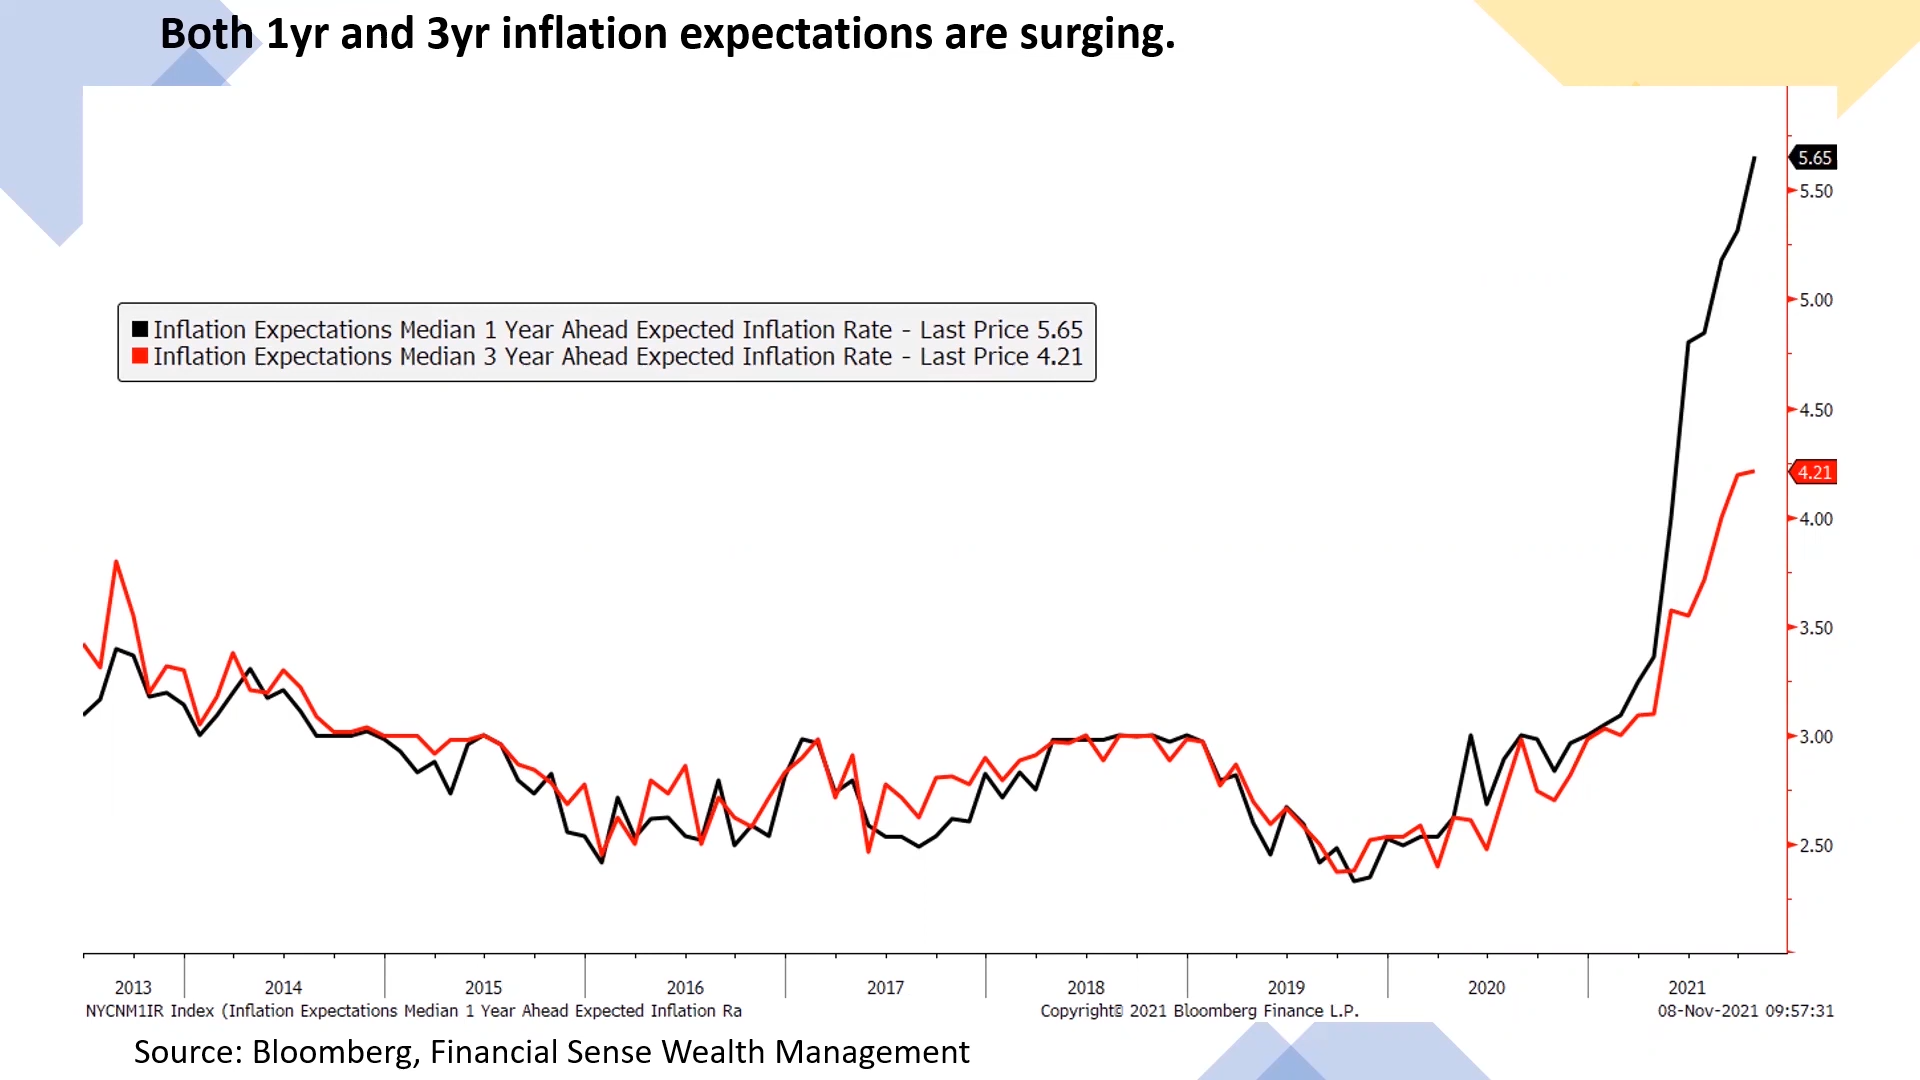 Both 1yr and 3yr inflation expectations are surging.
5.65
5.50
5.00
Inflation Expectations Median 1 Year Ahead Expected Inflation Rate - Last Price 5.65
Inflation Expectations Median 3 Year Ahead Expected Inflation Rate - Last Price 4.21
4.50
4.21
4.00
3.50
3.00
2.50
2013 2014 2015 2016 2017 2018 2019 2020 2021
NYCNM1IR Index (Inflation Expectations Median 1 Year Ahead Expected Inflation Ra Copyright© 2021 Bloomberg Finance L.P. 08-Nov-2021 09:57:31
Source: Bloomberg, Financial Sense Wealth Management